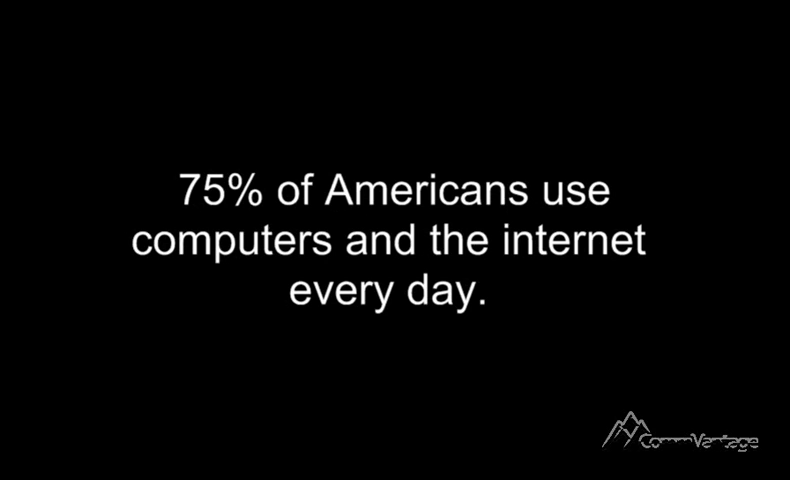 75% of Americans use
computers and the internet
every day.
CommVantage